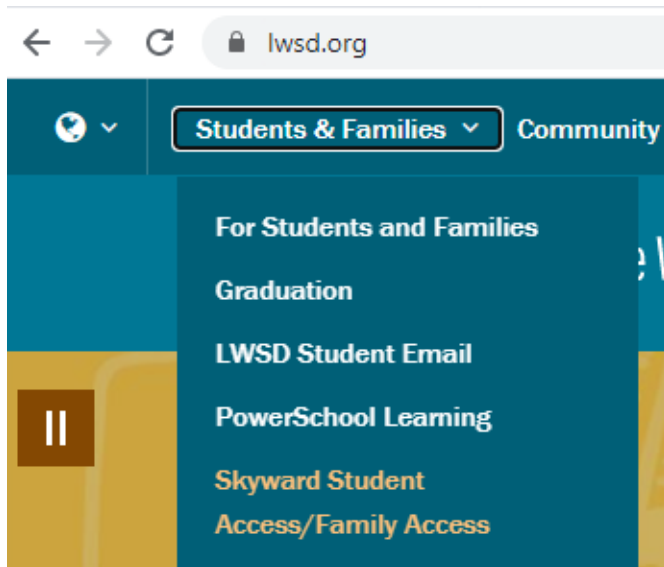 lwsd.org
Students & Families
Community
For Students and Families
Graduation
LWSD Student Email
PowerSchool Learning
Skyward Student
Access/Family Access